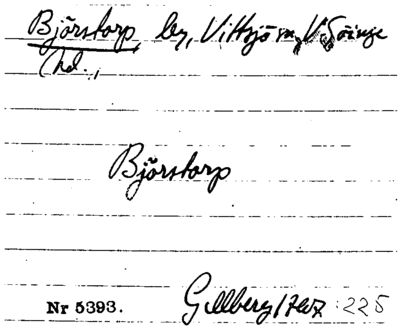 Björstorp, by, Vittsjö sn, V. Göinge
hd.,
Björstorp
Nr 5393. Gillberg 1767 :225